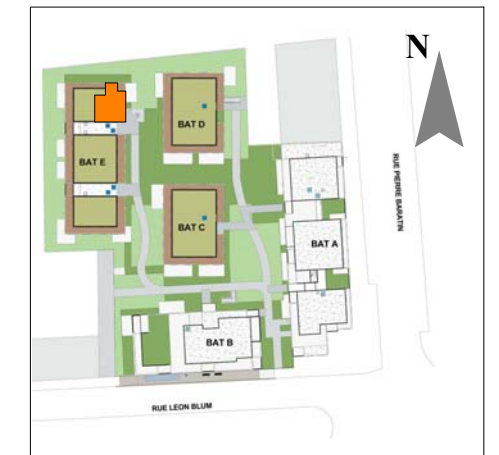 N
BAT D
BAT E
RUE PIERRE BARATIN
BAT C
BAT A
BAT B
RUE LEON BLUM